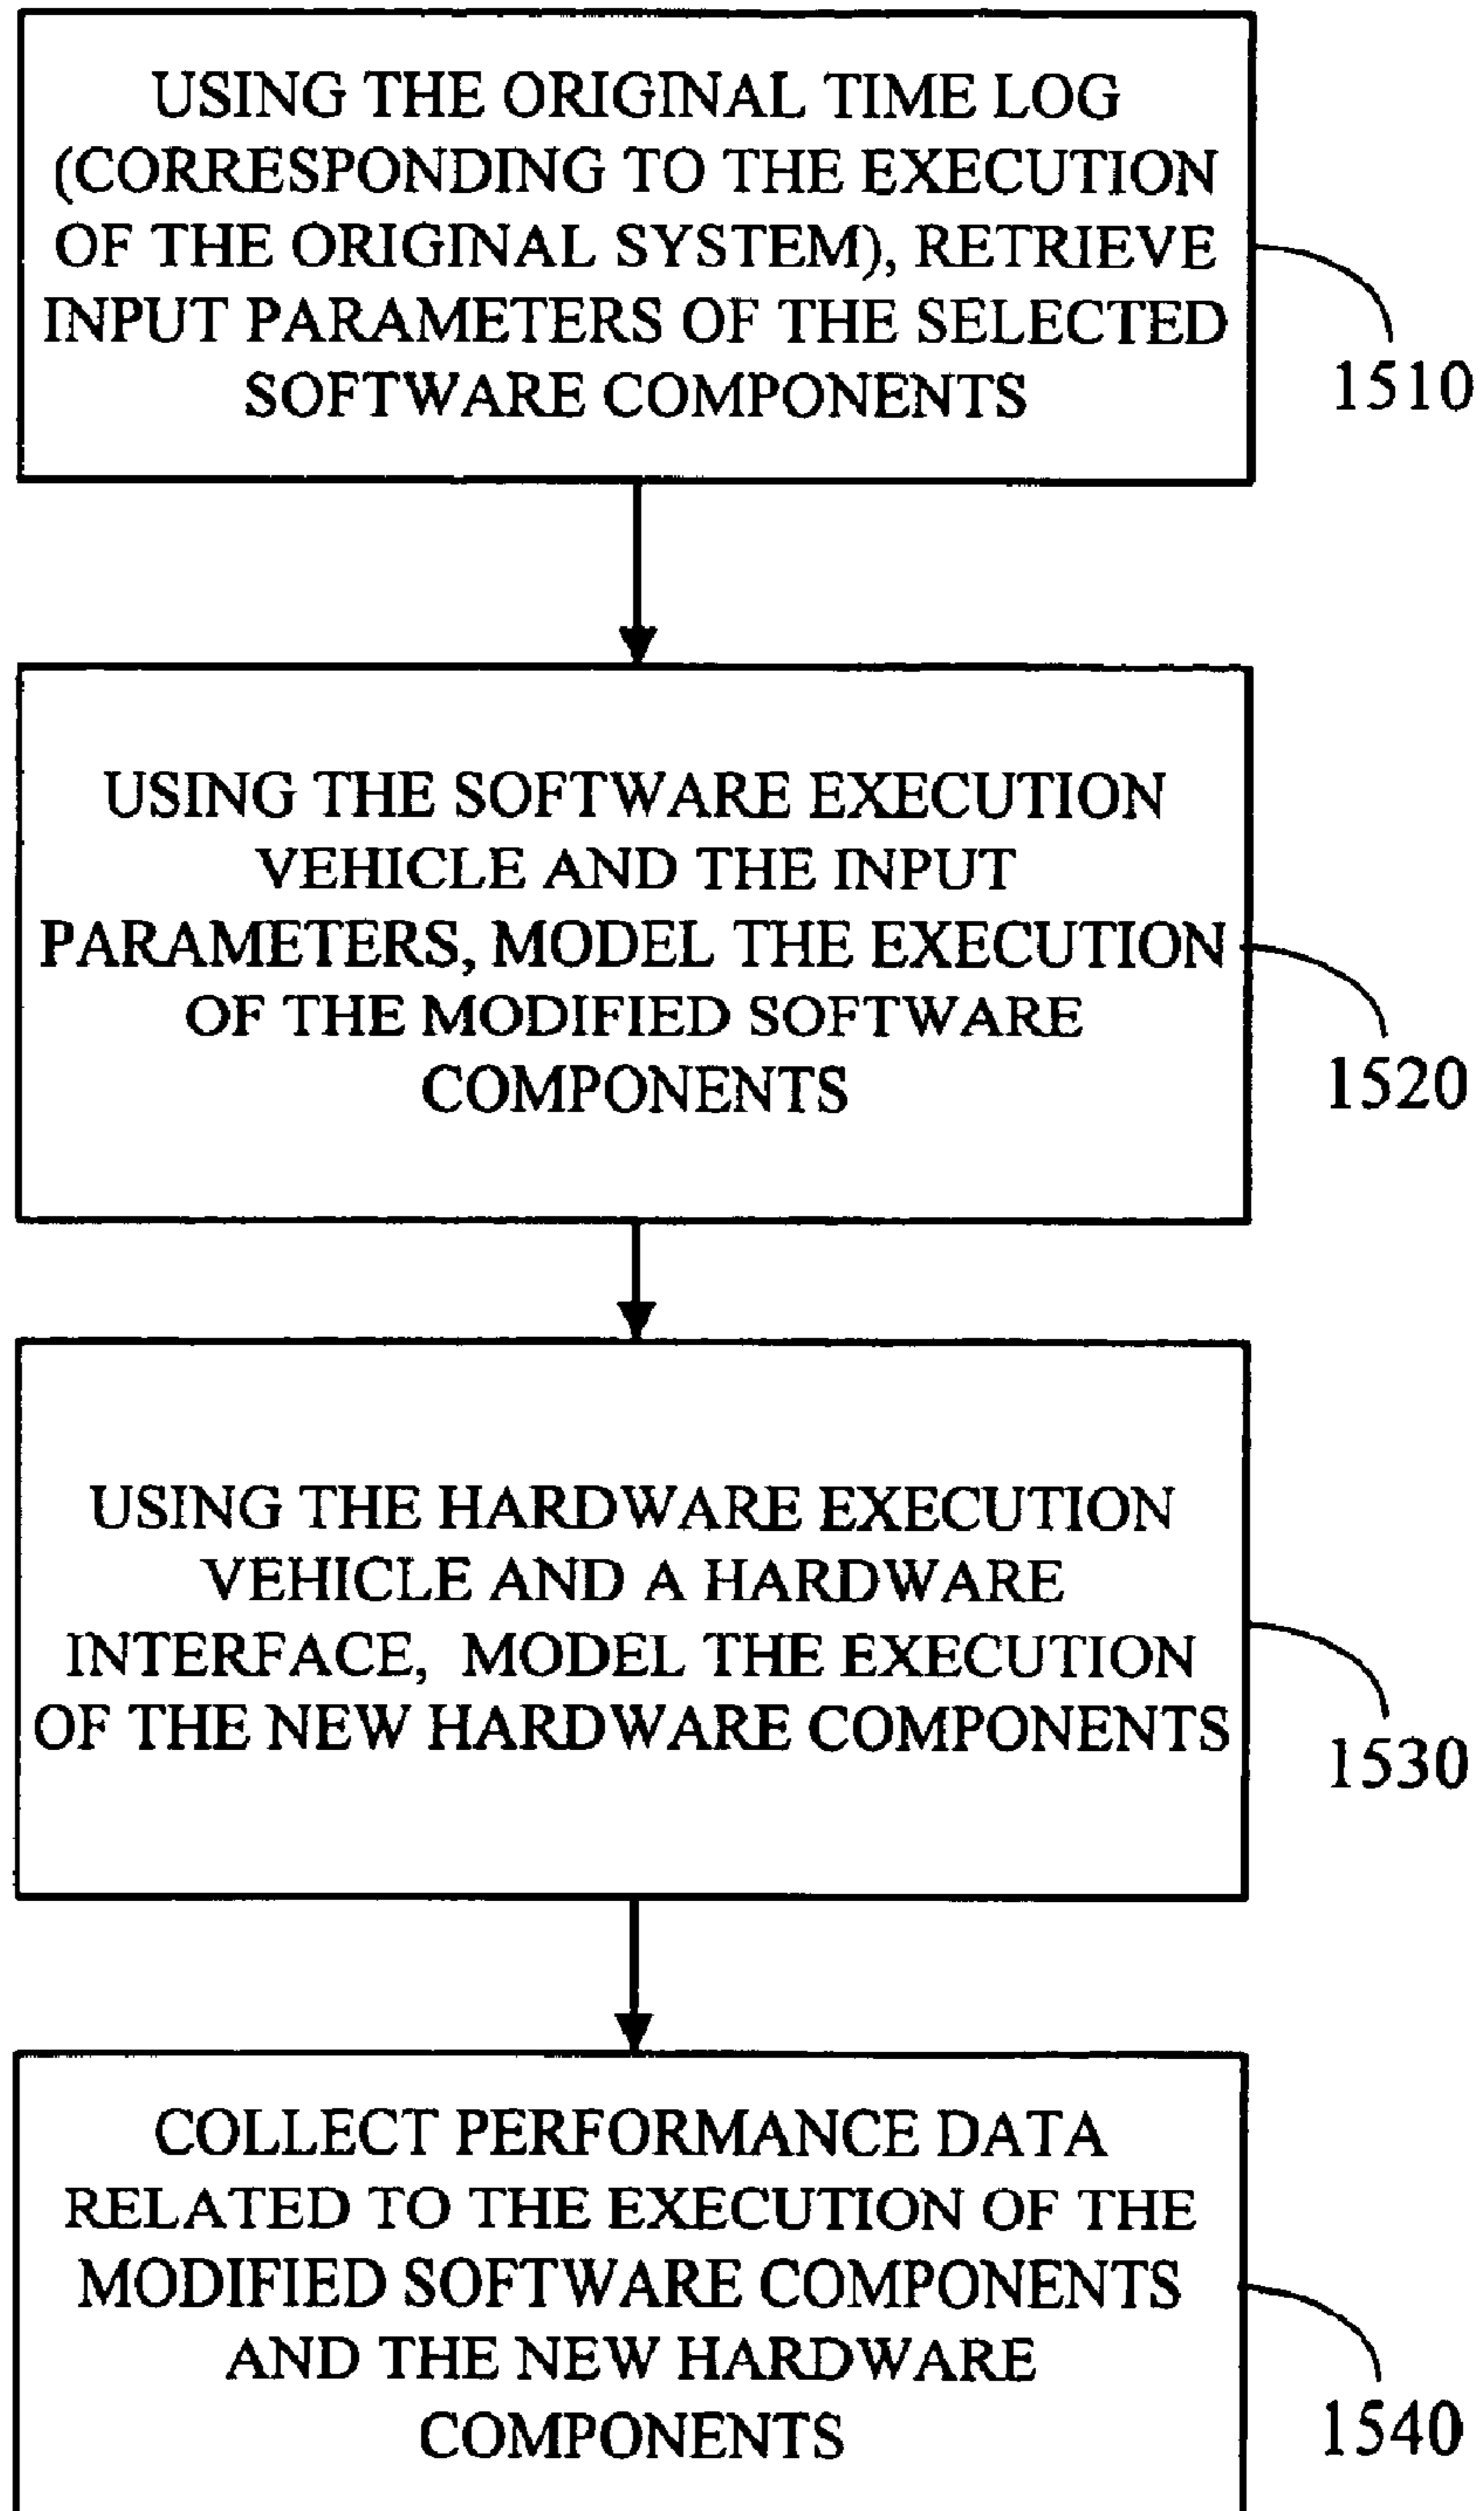 USING THE ORIGINAL TIME LOG
(CORRESPONDING TO THE EXECUTION
OF THE ORIGINAL SYSTEM), RETRIEVE
INPUT PARAMETERS OF THE SELECTED
SOFTWARE COMPONENTS
1510
USING THE SOFTWARE EXECUTION
VEHICLE AND THE INPUT
PARAMETERS, MODEL THE EXECUTION
OF THE MODIFIED SOFTWARE
COMPONENTS
1520
USING THE HARDWARE EXECUTION
VEHICLE AND A HARDWARE
INTERFACE, MODEL THE EXECUTION
OF THE NEW HARDWARE COMPONENTS
1530
COLLECT PERFORMANCE DATA
RELATED TO THE EXECUTION OF THE
MODIFIED SOFTWARE COMPONENTS
AND THE NEW HARDWARE
COMPONENTS
1540